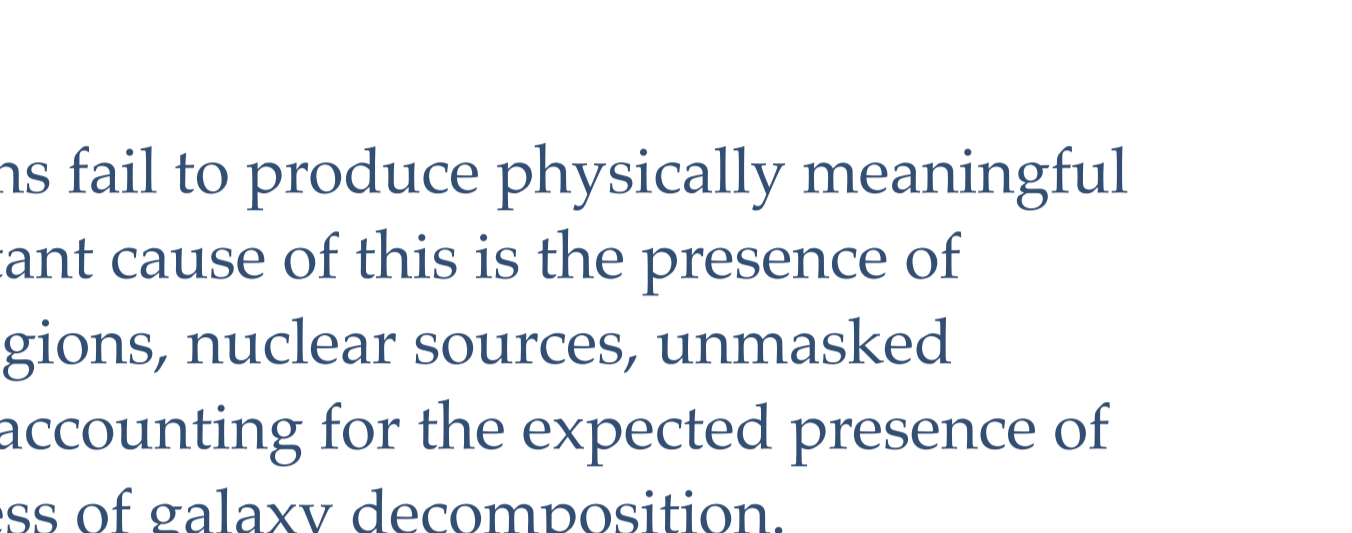 ns fail to produce physically meaningful
tant cause of this is the presence of
gions, nuclear sources, unmasked
accounting for the expected presence of
ess of galaxy decomposition.